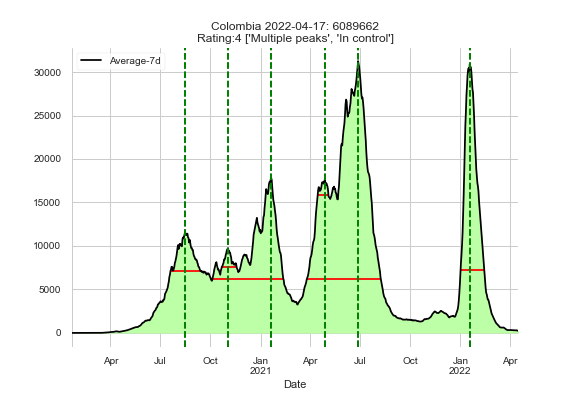 Colombia 2022-04-17: 6089662
Rating:4 ['Multiple peaks', 'In control']
Average-7d
30000
25000
20000
15000
10000
5000
0
Apr Jul Oct Jan Apr Jul Oct Jan Apr
2021 2022
Date